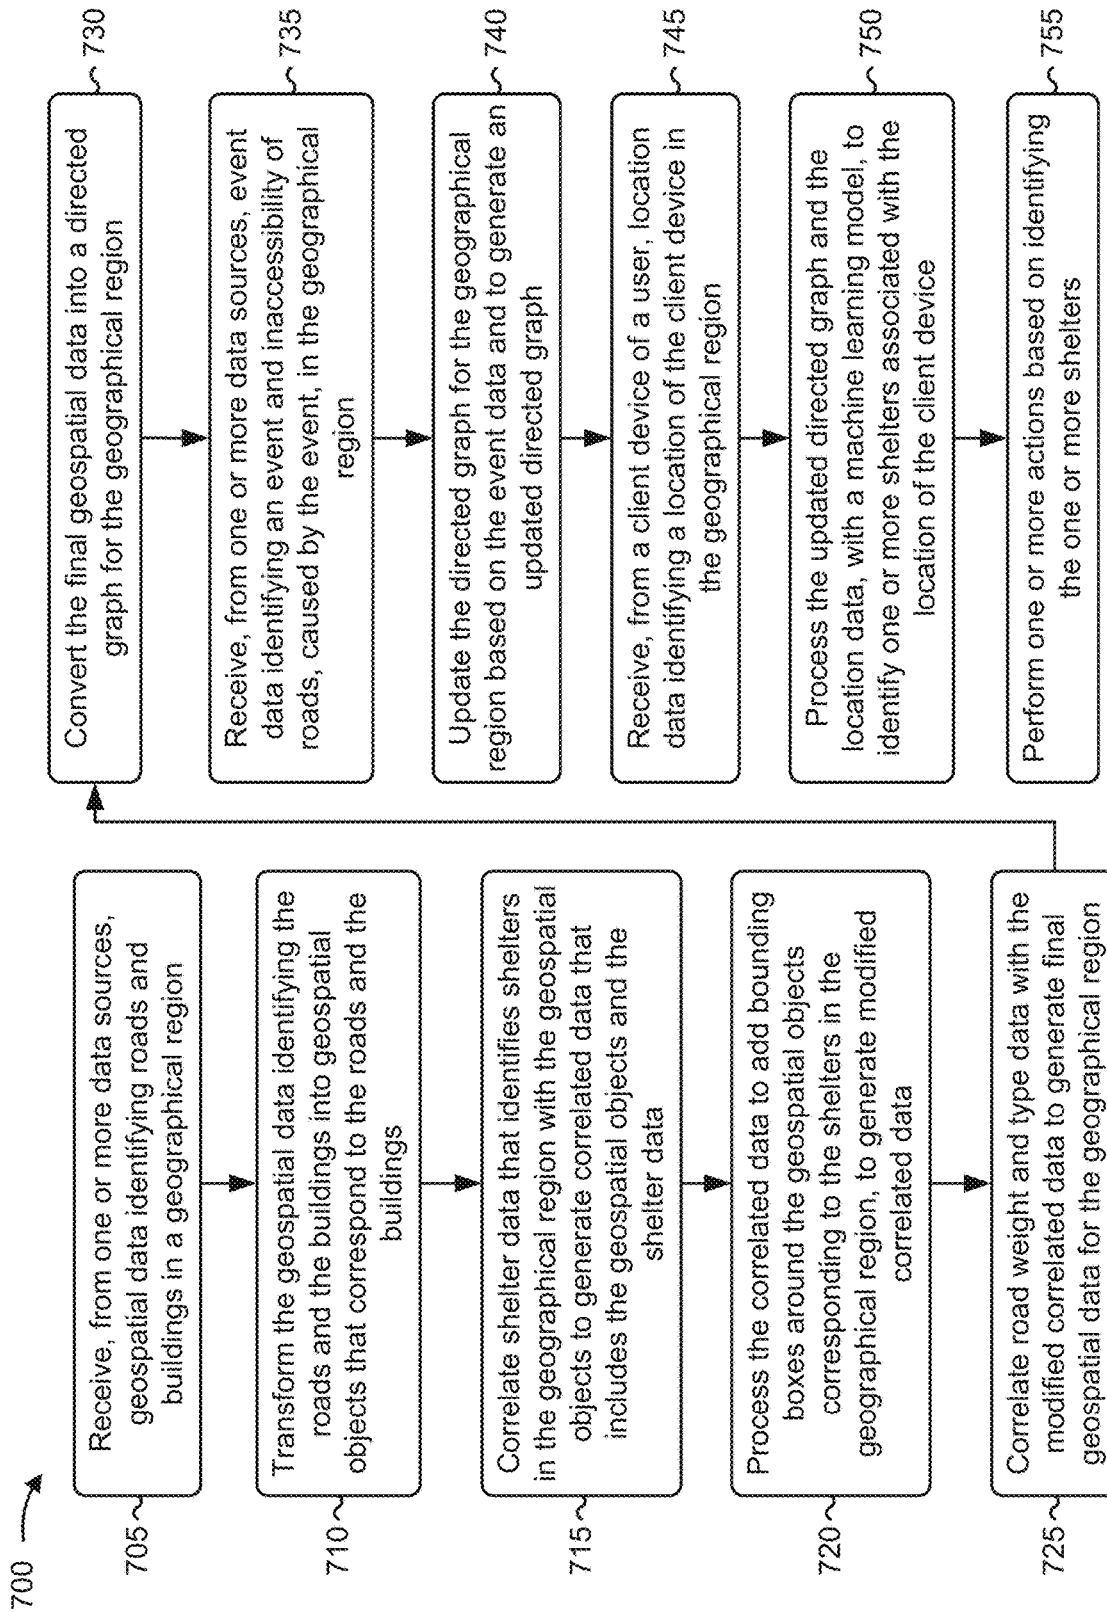 700
705
Receive, from one or more data sources,
geospatial data identifying roads and
buildings in a geographical region
710
Transform the geospatial data identifying the
roads and the buildings into geospatial
objects that correspond to the roads and the
buildings
715
Correlate shelter data that identifies shelters
in the geographical region with the geospatial
objects to generate correlated data that
includes the geospatial objects and the
shelter data
720
Process the correlated data to add bounding
boxes around the geospatial objects
corresponding to the shelters in the
geographical region, to generate modified
correlated data
725
Correlate road weight and type data with the
modified correlated data to generate final
geospatial data for the geographical region
730
Convert the final geospatial data into a directed
graph for the geographical region
735
Receive, from one or more data sources, event
data identifying an event and inaccessibility of
roads, caused by the event, in the geographical
region
740
Update the directed graph for the geographical
region based on the event data and to generate an
updated directed graph
745
Receive, from a client device of a user, location
data identifying a location of the client device in
the geographical region
750
Process the updated directed graph and the
location data, with a machine learning model, to
identify one or more shelters associated with the
location of the client device
755
Perform one or more actions based on identifying
the one or more shelters